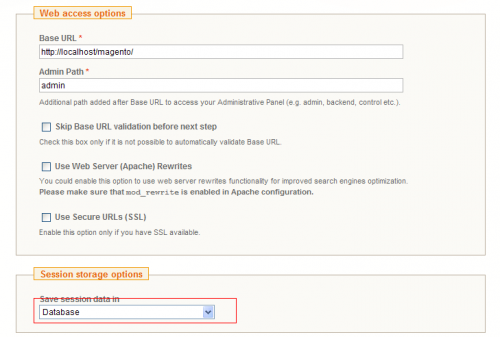 Web access options
Base URL *
http://localhost/magento/
Admin Path *
admin
Additional path added after Base URL to access your Administrative Panel (e.g. admin, backend, control etc.).
Skip Base URL validation before next step
Check this box only if it is not possible to automatically validate Base URL.
Use Web Server (Apache) Rewrites
You could enable this option to use web server rewrites functionality for improved search engines optimization.
Please make sure that mod_rewrite is enabled in Apache configuration.
Use Secure URLs (SSL)
Enable this option only if you have SSL available.
Session storage options
Save session data in
Database